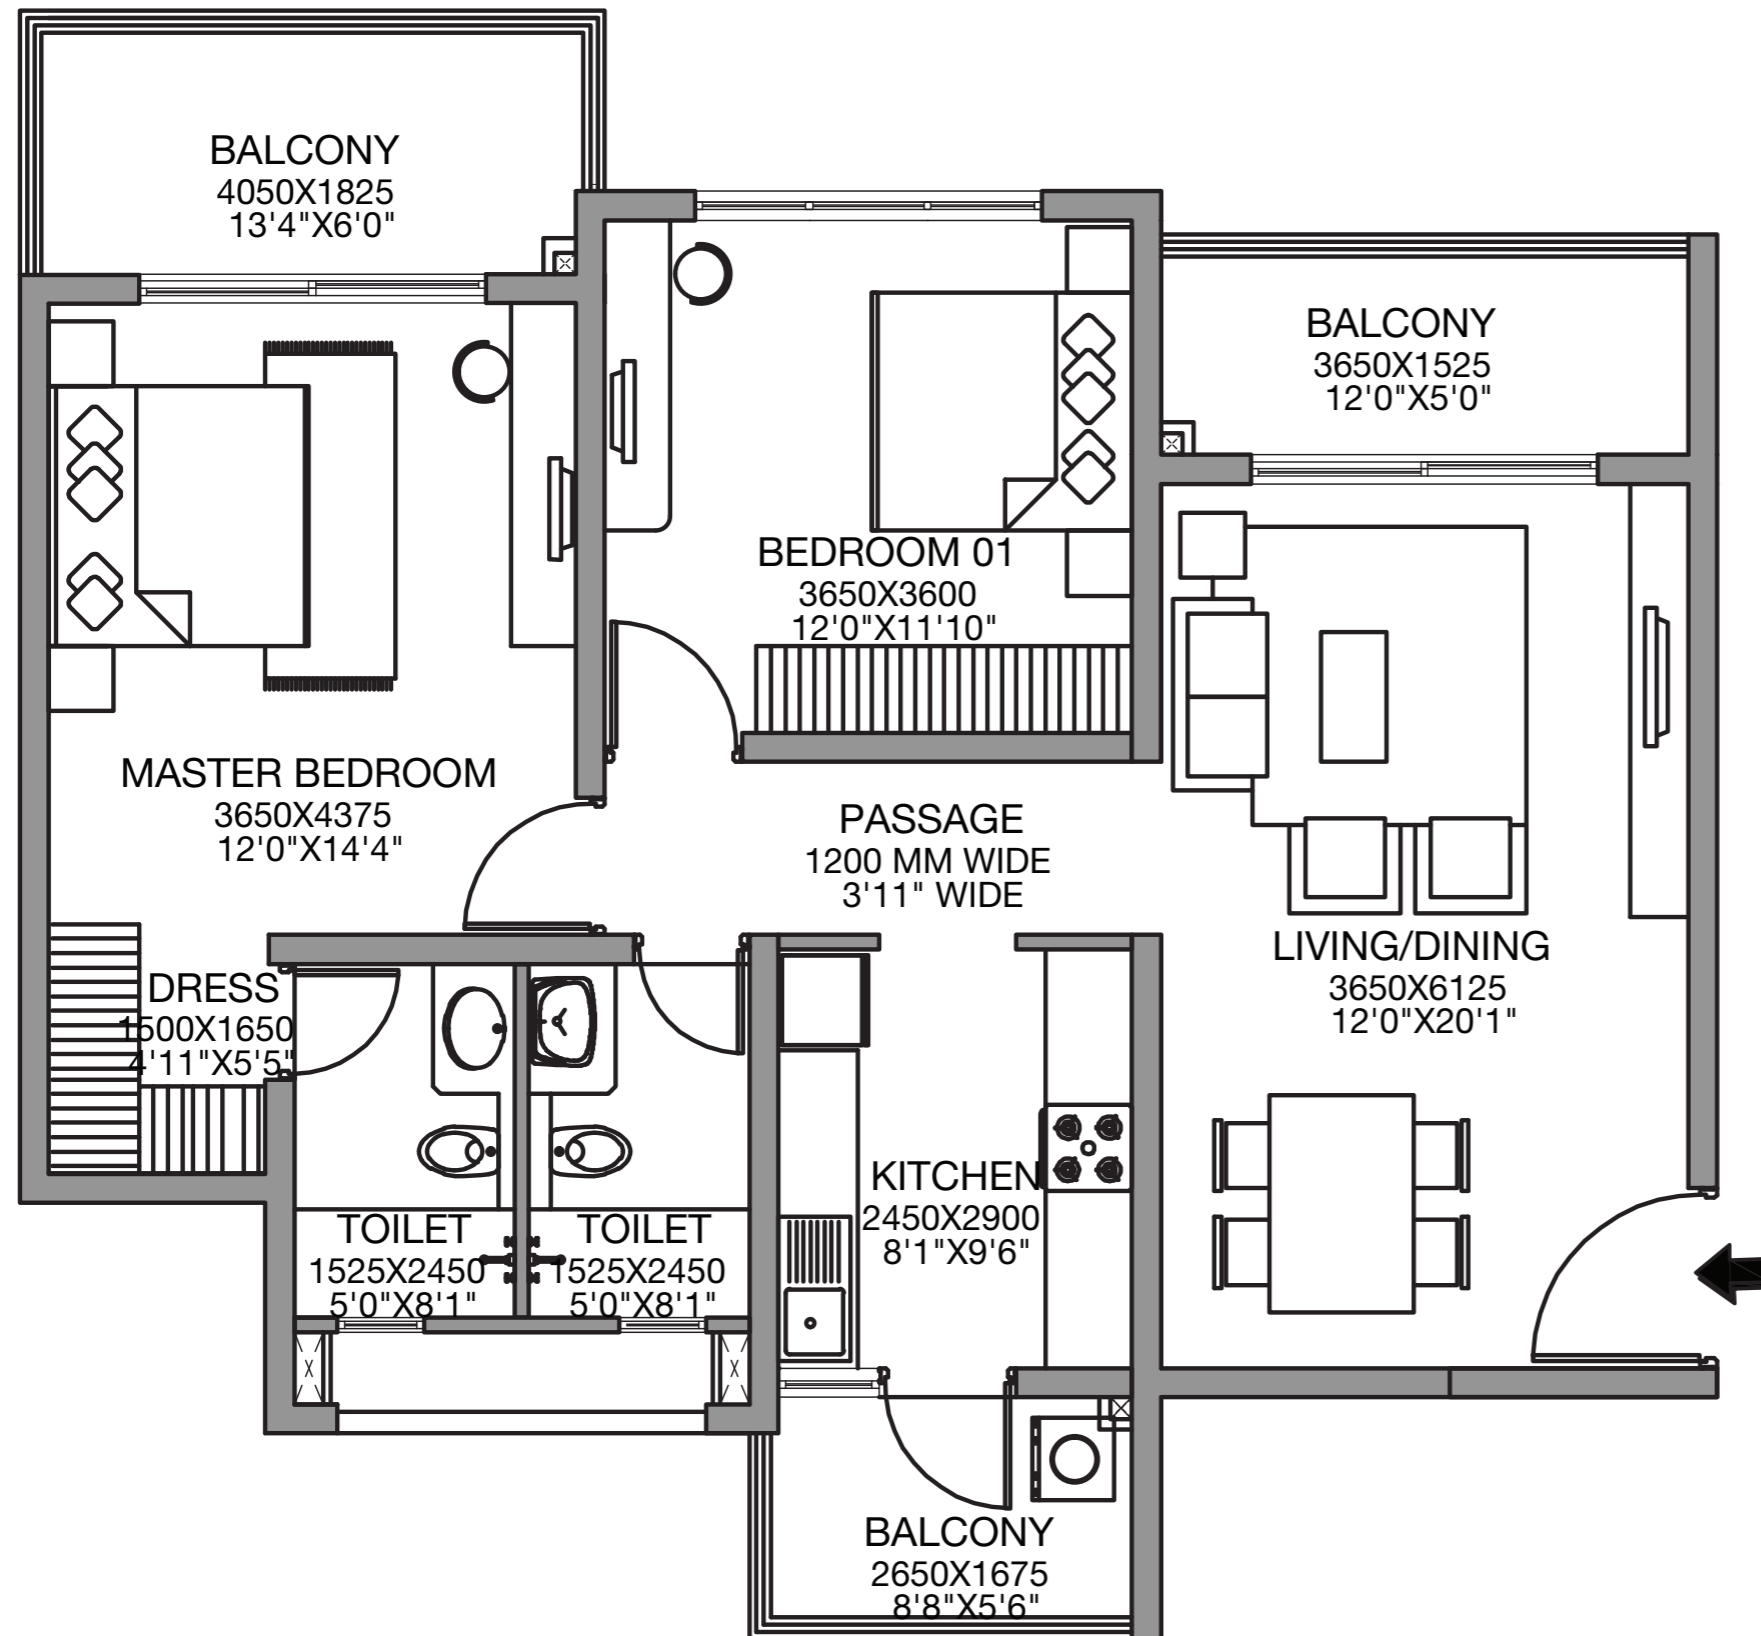 BALCONY
4050X1825
13'4"X6'0"
BALCONY
3650X1525
12'0"X5'0"
BEDROOM 01
3650X3600
12'0"X11'10"
MASTER BEDROOM
3650X4375
12'0"X14'4"
PASSAGE
1200 MM WIDE
3'11" WIDE
LIVING/DINING
3650X6125
12'0"X20'1"
DRESS
1500X1650
4'11"X5'5"
KITCHEN
2450X2900
8'1"X9'6"
TOILET
1525X2450
5'0"X8'1"
TOILET
1525X2450
5'0"X8'1"
BALCONY
2650X1675
8'8"X5'6"